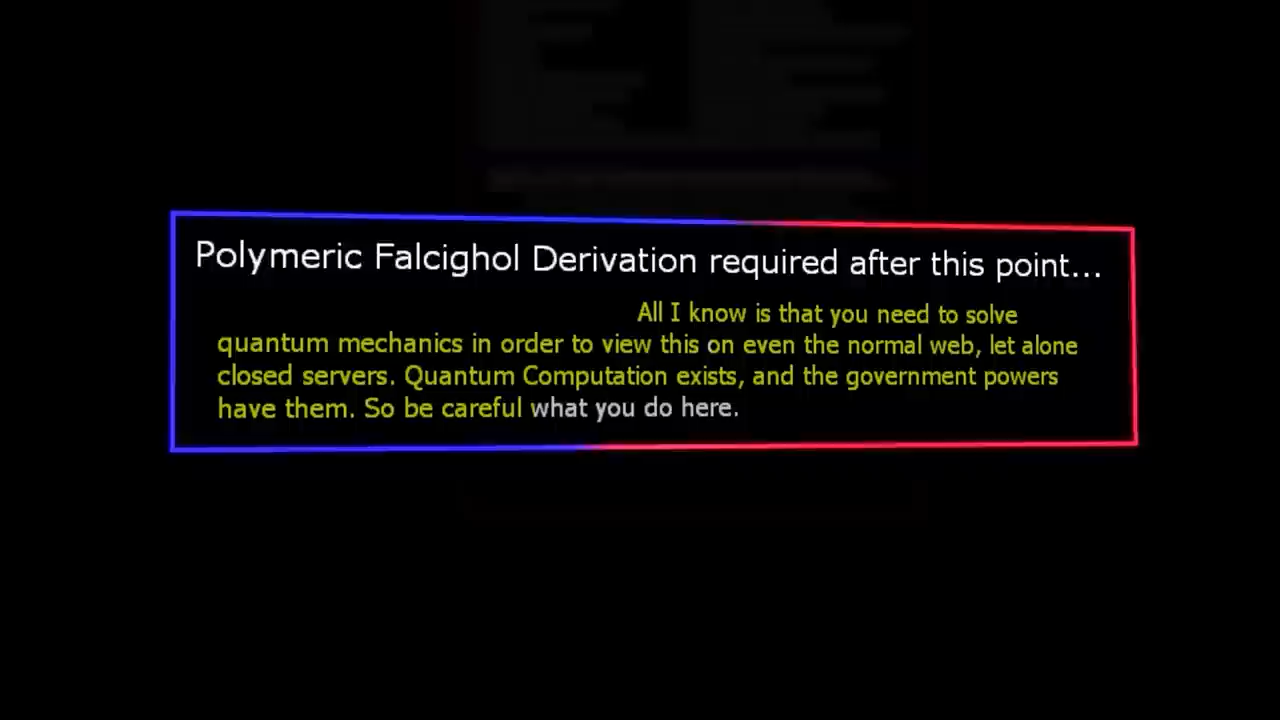 Polymeric Falcighol Derivation required after this point...
All I know is that you need to solve
quantum mechanics in order to view this on even the normal web, let alone
closed servers. Quantum Computation exists, and the government powers
have them. So be careful what you do here.